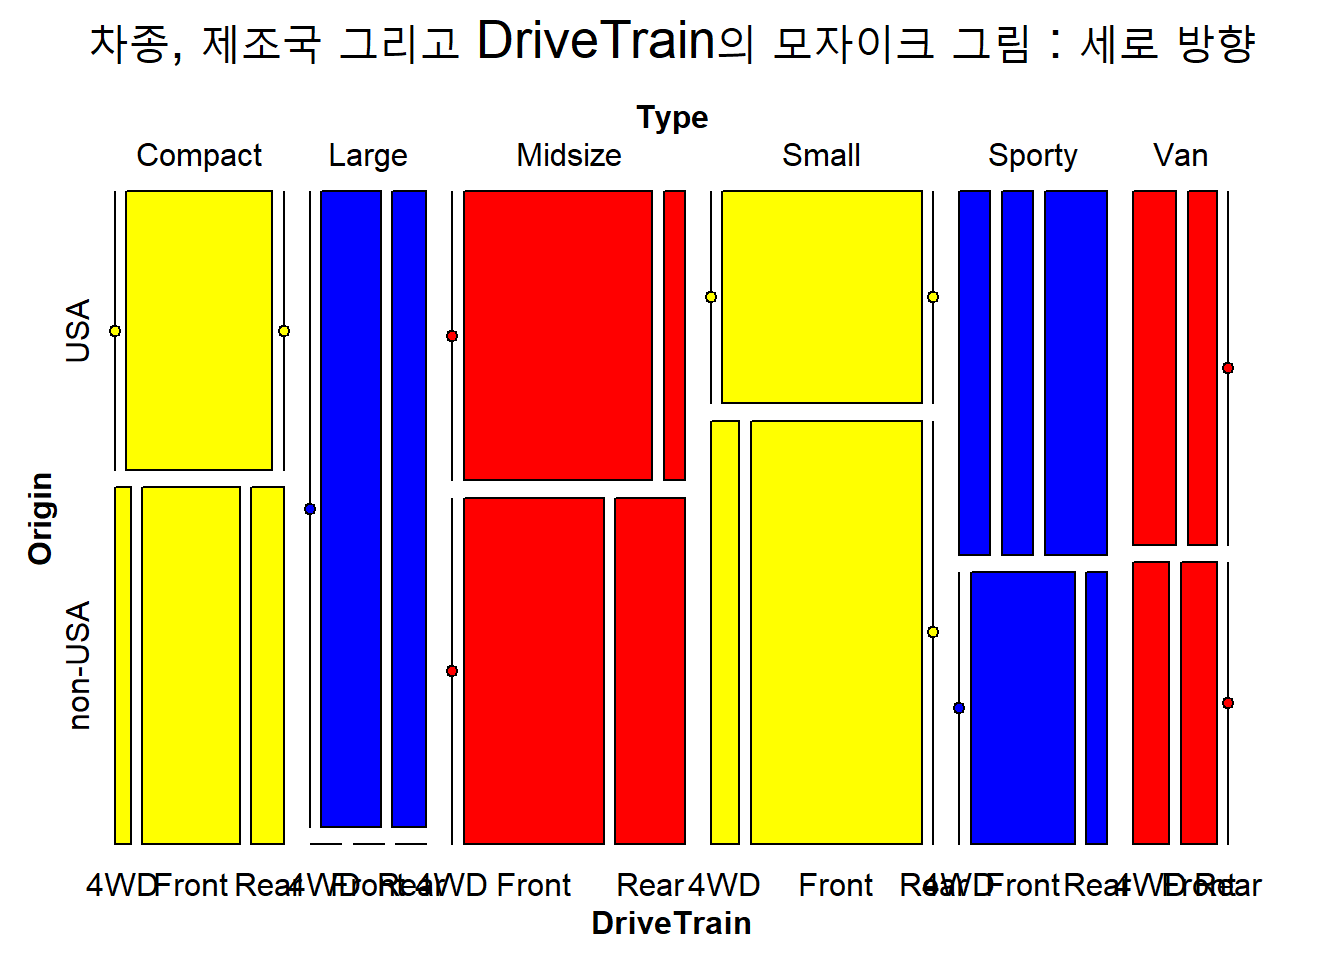 차종, 제조국 그리고 DriveTrain의 모자이크 그림 : 세로 방향
Type
Compact Large Midsize Small Sporty Van
USA
Origin
non-USA
4WD Front Rear 4WD Front Rear 4WD Front Rear 4WD Front Rear 4WD Front Rear 4WD Front Rear
DriveTrain